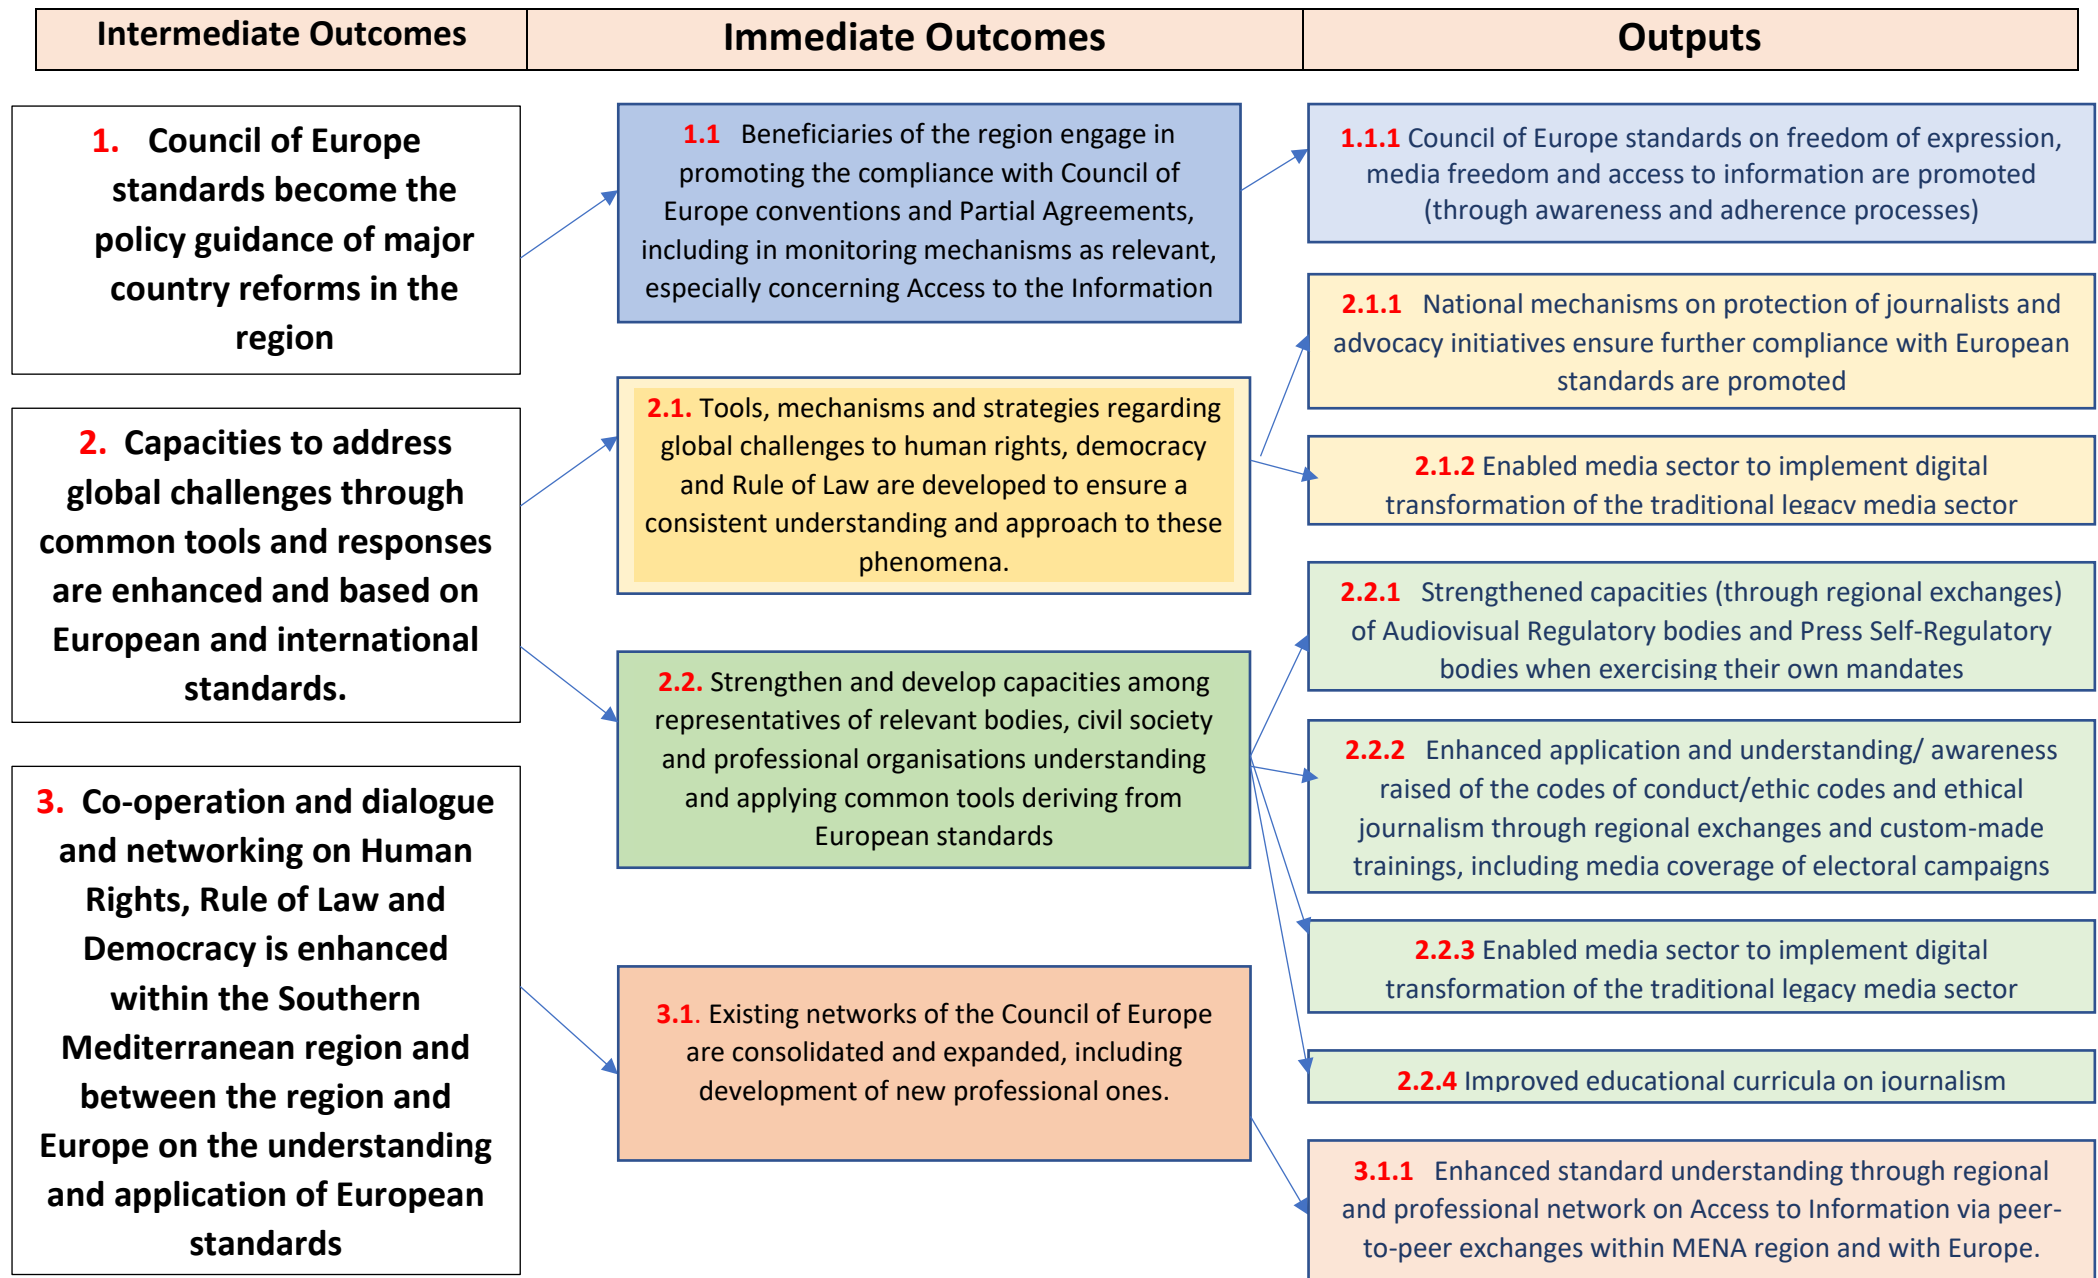 Intermediate Outcomes
Immediate Outcomes
Outputs
1. Council of Europe
standards become the
policy guidance of major
country reforms in the
region
2. Capacities to address
global challenges through
common tools and responses
are enhanced and based on
European and international
standards.
3. Co-operation and dialogue
and networking on Human
Rights, Rule of Law and
Democracy is enhanced
within the Southern
Mediterranean region and
between the region and
Europe on the understanding
and application of European
standards
1.1 Beneficiaries of the region engage in
promoting the compliance with Council of
Europe conventions and Partial Agreements,
including in monitoring mechanisms as relevant,
especially concerning Access to the Information
2.1. Tools, mechanisms and strategies regarding
global challenges to human rights, democracy
and Rule of Law are developed to ensure a
consistent understanding and approach to these
phenomena.
2.2. Strengthen and develop capacities among
representatives of relevant bodies, civil society
and professional organisations understanding
and applying common tools deriving from
European standards
3.1. Existing networks of the Council of Europe
are consolidated and expanded, including
development of new professional ones.
1.1.1 Council of Europe standards on freedom of expression,
media freedom and access to information are promoted
(through awareness and adherence processes)
2.1.1 National mechanisms on protection of journalists and
advocacy initiatives ensure further compliance with European
standards are promoted
2.1.2 Enabled media sector to implement digital
transformation of the traditional legacy media sector
2.2.1 Strengthened capacities (through regional exchanges)
of Audiovisual Regulatory bodies and Press Self-Regulatory
bodies when exercising their own mandates
2.2.2 Enhanced application and understanding/ awareness
raised of the codes of conduct/ethic codes and ethical
journalism through regional exchanges and custom-made
trainings, including media coverage of electoral campaigns
2.2.3 Enabled media sector to implement digital
transformation of the traditional legacy media sector
2.2.4 Improved educational curricula on journalism
3.1.1 Enhanced standard understanding through regional
and professional network on Access to Information via peer-
to-peer exchanges within MENA region and with Europe.